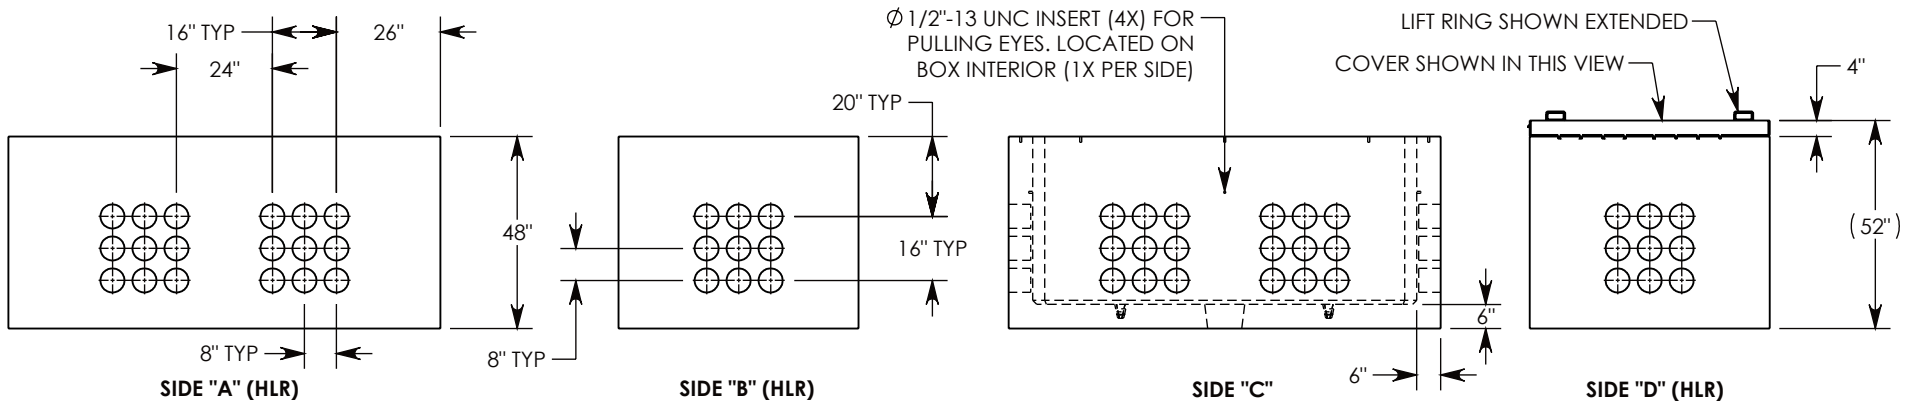 16" TYP
26"
24"
48"
8" TYP
SIDE "A" (HLR)
20" TYP
16" TYP
8" TYP
SIDE "B" (HLR)
Ø 1/2"-13 UNC INSERT (4X) FOR
PULLING EYES. LOCATED ON
BOX INTERIOR (1X PER SIDE)
6"
6"
SIDE "C"
LIFT RING SHOWN EXTENDED
COVER SHOWN IN THIS VIEW
4"
(52")
SIDE "D" (HLR)